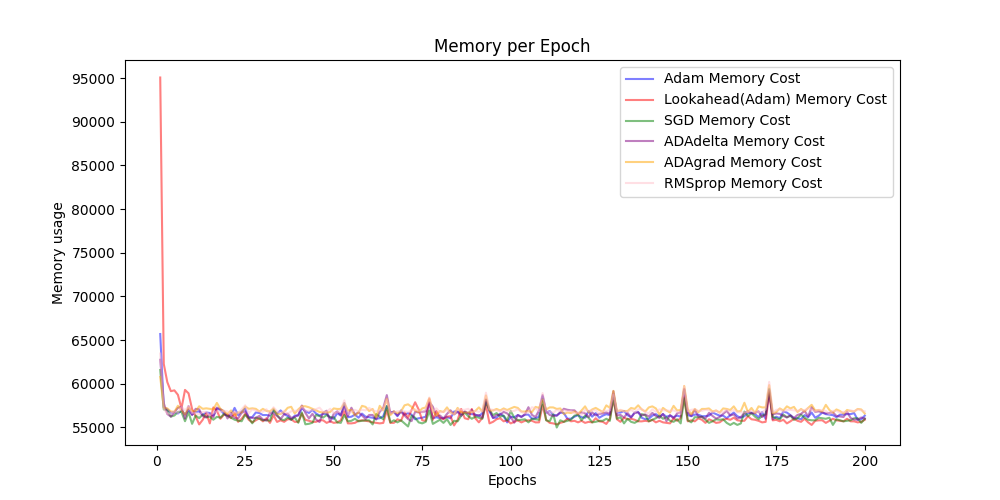 Memory per Epoch
Memory usage
95000
90000
85000
80000
75000
70000
65000
60000
55000
Adam Memory Cost
Lookahead(Adam) Memory Cost
SGD Memory Cost
ADAdelta Memory Cost
ADAgrad Memory Cost
RMSprop Memory Cost
0 25 50 75 100 125 150 175 200
Epochs